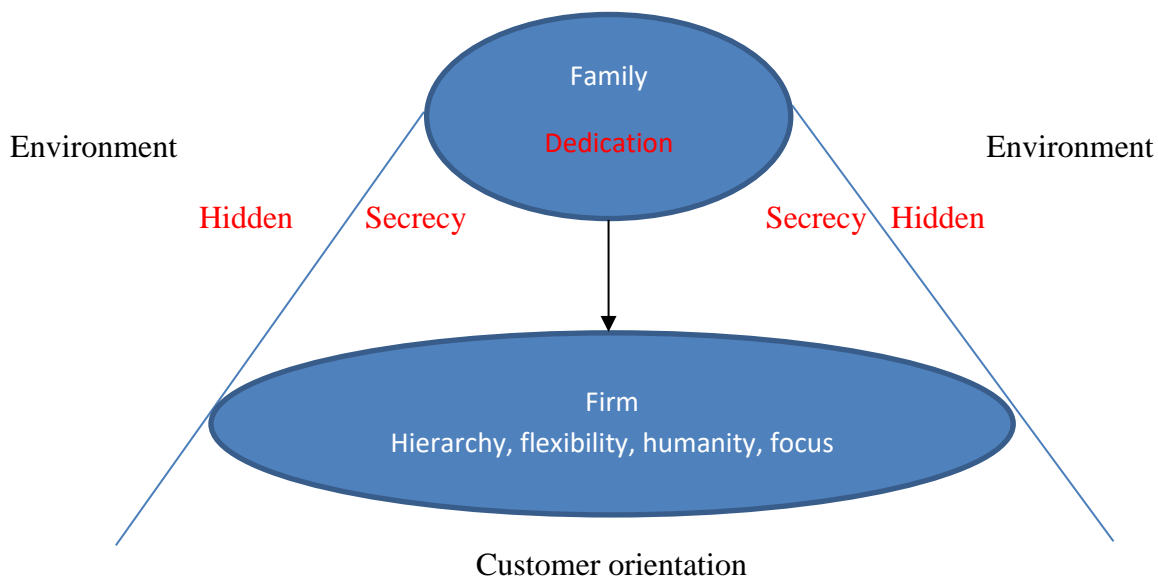 Family
Dedication
Environment
Environment
Hidden
Secrecy
Secrecy
Hidden
Firm
Hierarchy, flexibility, humanity, focus
Customer orientation